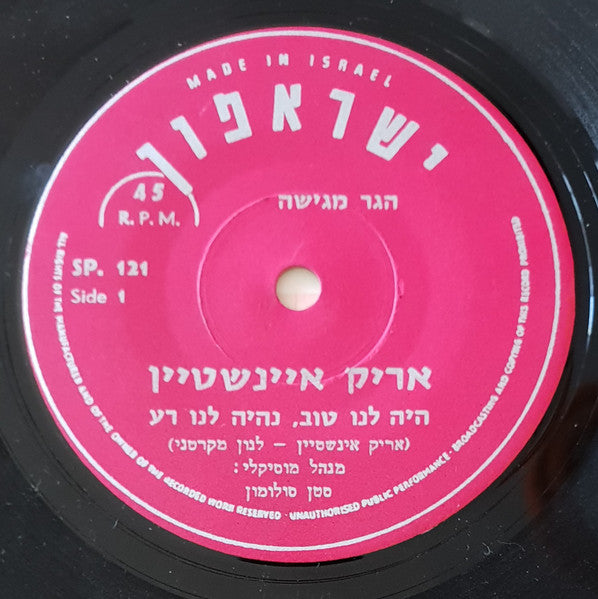 MADE IN ISRAEL
ישראפון
45
R.P.M.
הגר מגישה
SP. 121
Side 1
אריק איינשטיין
היה לנו טוב, נהיה לנו רע
(אריק אינשטיין – לנון מקרטני)
מנהל מוסיקלי:
סטן סולומון
ALL RIGHTS OF THE MANUFACTURER AND OF THE OWNER OF THE RECORDED WORK RESERVED · UNAUTHORISED PUBLIC PERFORMANCE · BROADCASTING AND COPYING OF THIS RECORD PROHIBITED